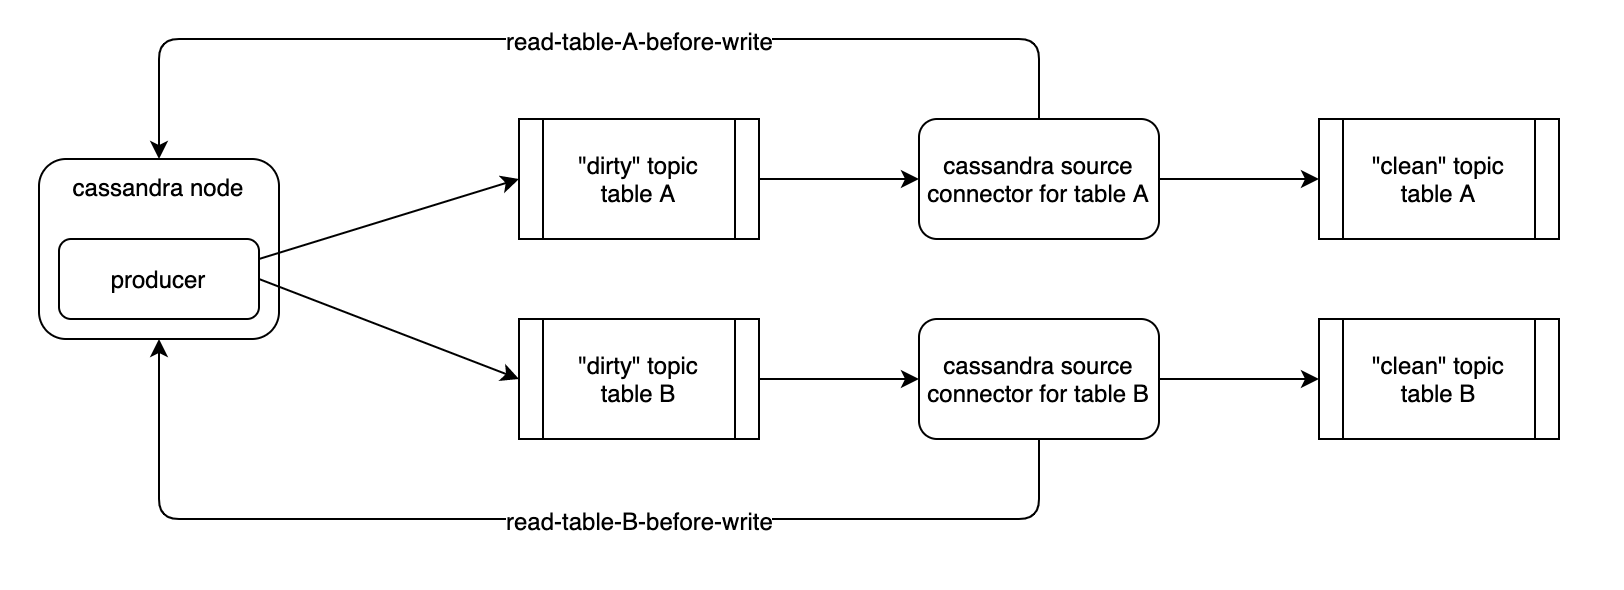 read-table-A-before-write
cassandra node
producer
"dirty" topic
table A
cassandra source
connector for table A
"clean" topic
table A
"dirty" topic
table B
cassandra source
connector for table B
"clean" topic
table B
read-table-B-before-write